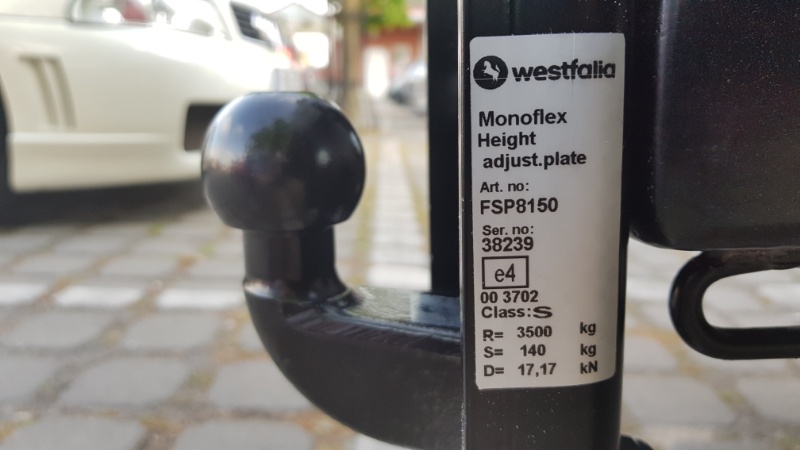 westfalia
Monoflex
Height
adjust.plate
Art. no:
FSP8150
Ser. no:
38239
e4
00 3702
Class: S
R= 3500 kg
S= 140 kg
D= 17,17 kN